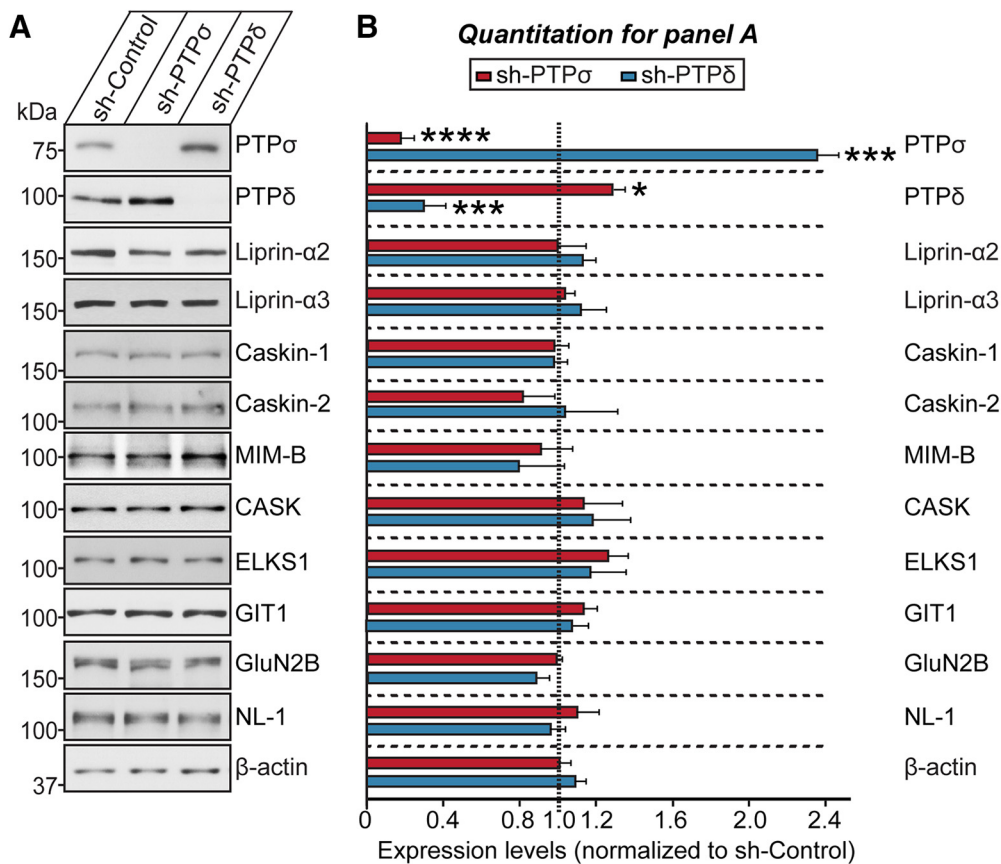 A
sh-Control
sh-PTPσ
sh-PTPδ
kDa
75
PTPσ
100
PTPδ
150
Liprin-α2
150
Liprin-α3
150
Caskin-1
100
Caskin-2
100
MIM-B
100
CASK
100
ELKS1
100
GIT1
150
GluN2B
100
NL-1
37
β-actin
B
Quantitation for panel A
sh-PTPσ sh-PTPδ
****
*** PTPσ
*
*** PTPδ
Liprin-α2
Liprin-α3
Caskin-1
Caskin-2
MIM-B
CASK
ELKS1
GIT1
GluN2B
NL-1
β-actin
0 0.4 0.8 1.0 1.2 1.6 2.0 2.4
Expression levels (normalized to sh-Control)